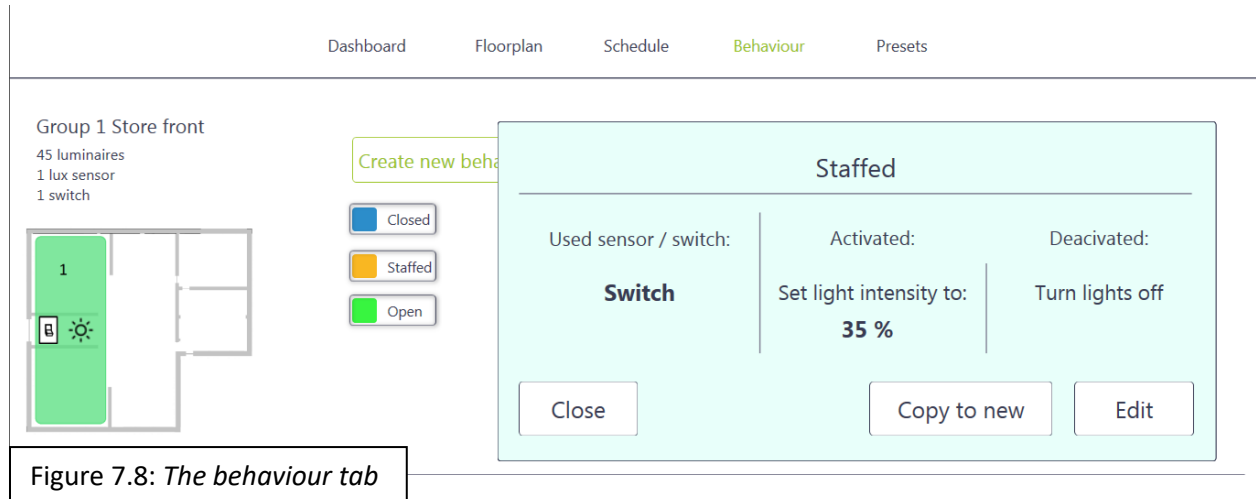 Dashboard Floorplan Schedule Behaviour Presets
Group 1 Store front
45 luminaires
1 lux sensor
1 switch
1
Create new beha
Closed
Staffed
Open
Staffed
Used sensor / switch:
Switch
Activated:
Set light intensity to:
35 %
Deacivated:
Turn lights off
Close
Copy to new
Edit
Figure 7.8: The behaviour tab